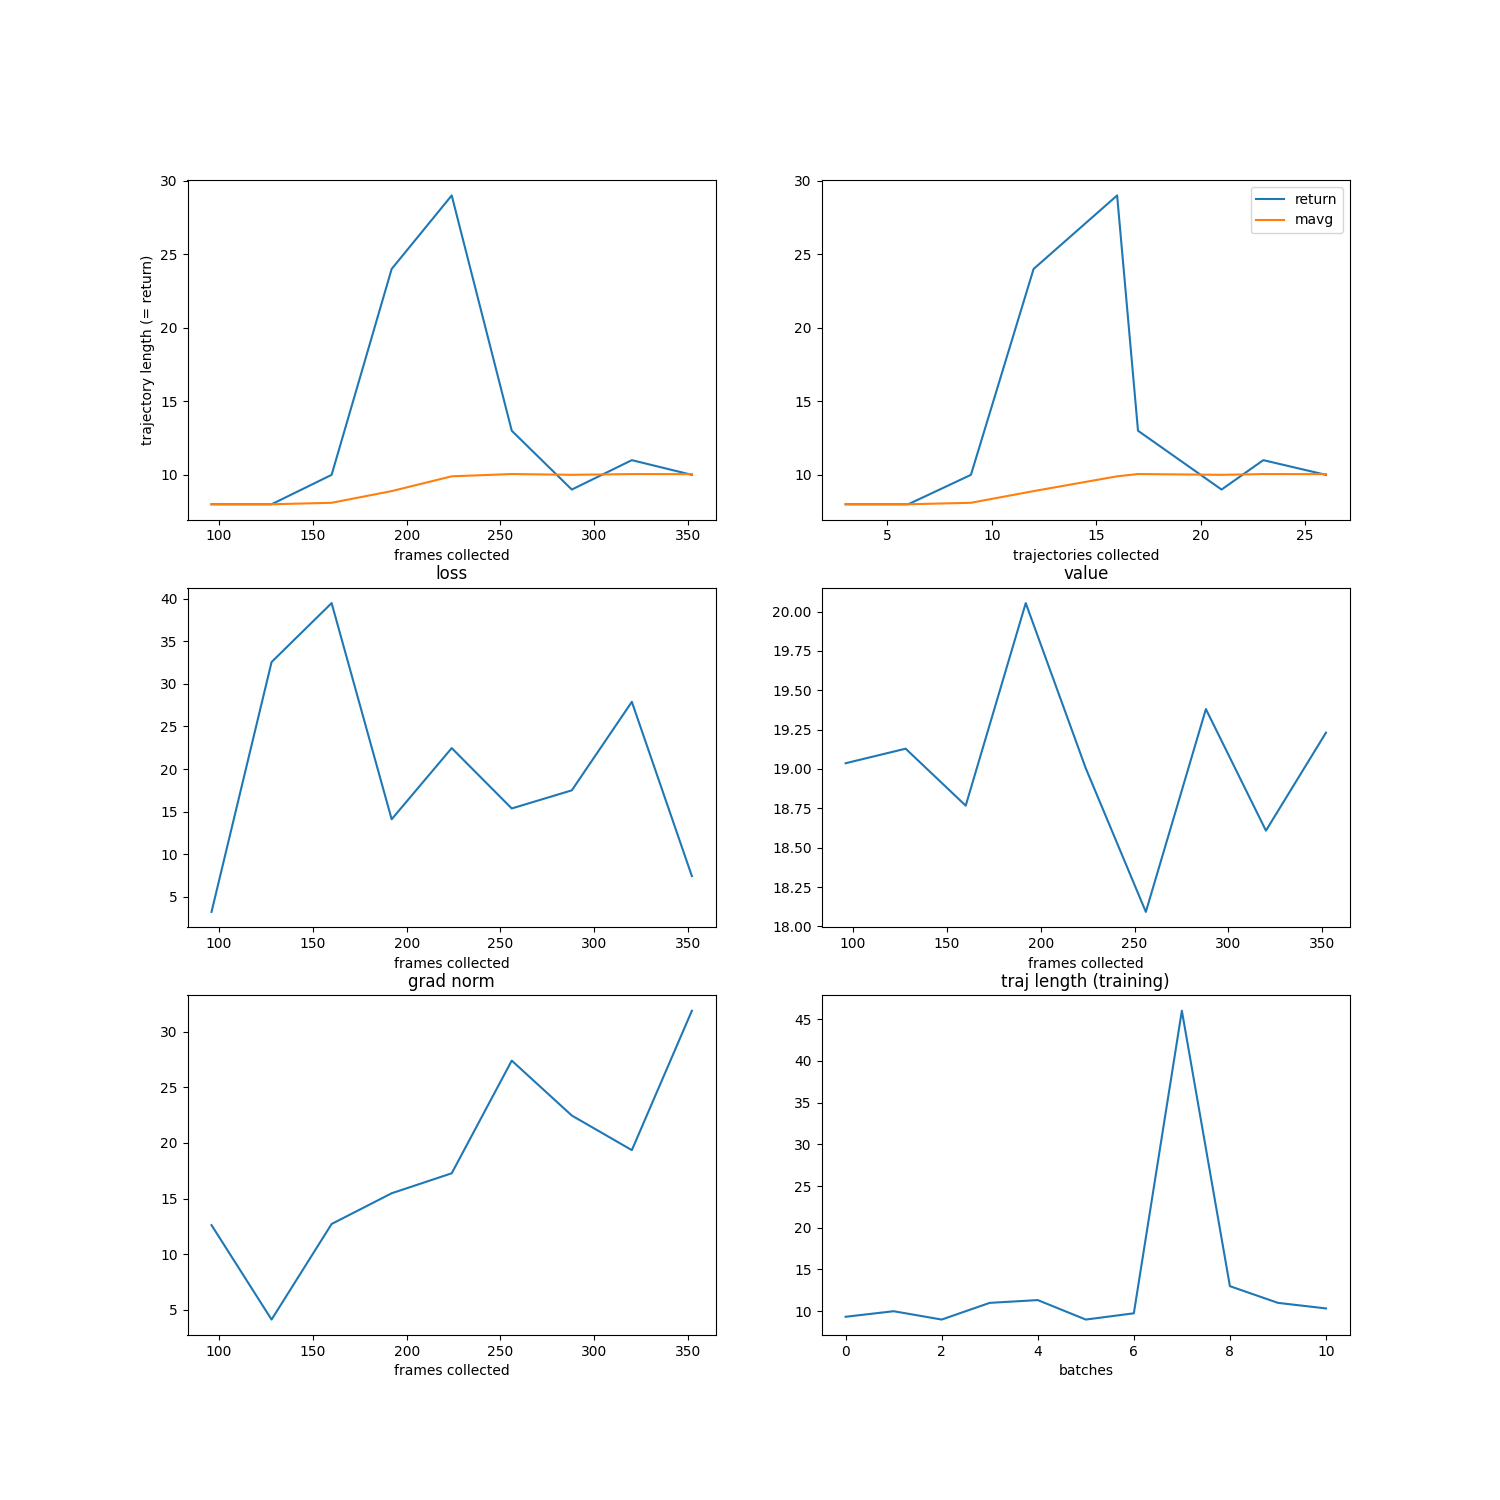 30
25
20
15
10
trajectory length (= return)
100 150 200 250 300 350
frames collected
30
25
20
15
10
return
mavg
5 10 15 20 25
trajectories collected
loss
40
35
30
25
20
15
10
5
100 150 200 250 300 350
frames collected
value
20.00
19.75
19.50
19.25
19.00
18.75
18.50
18.25
18.00
100 150 200 250 300 350
frames collected
grad norm
30
25
20
15
10
5
100 150 200 250 300 350
frames collected
traj length (training)
45
40
35
30
25
20
15
10
0 2 4 6 8 10
batches